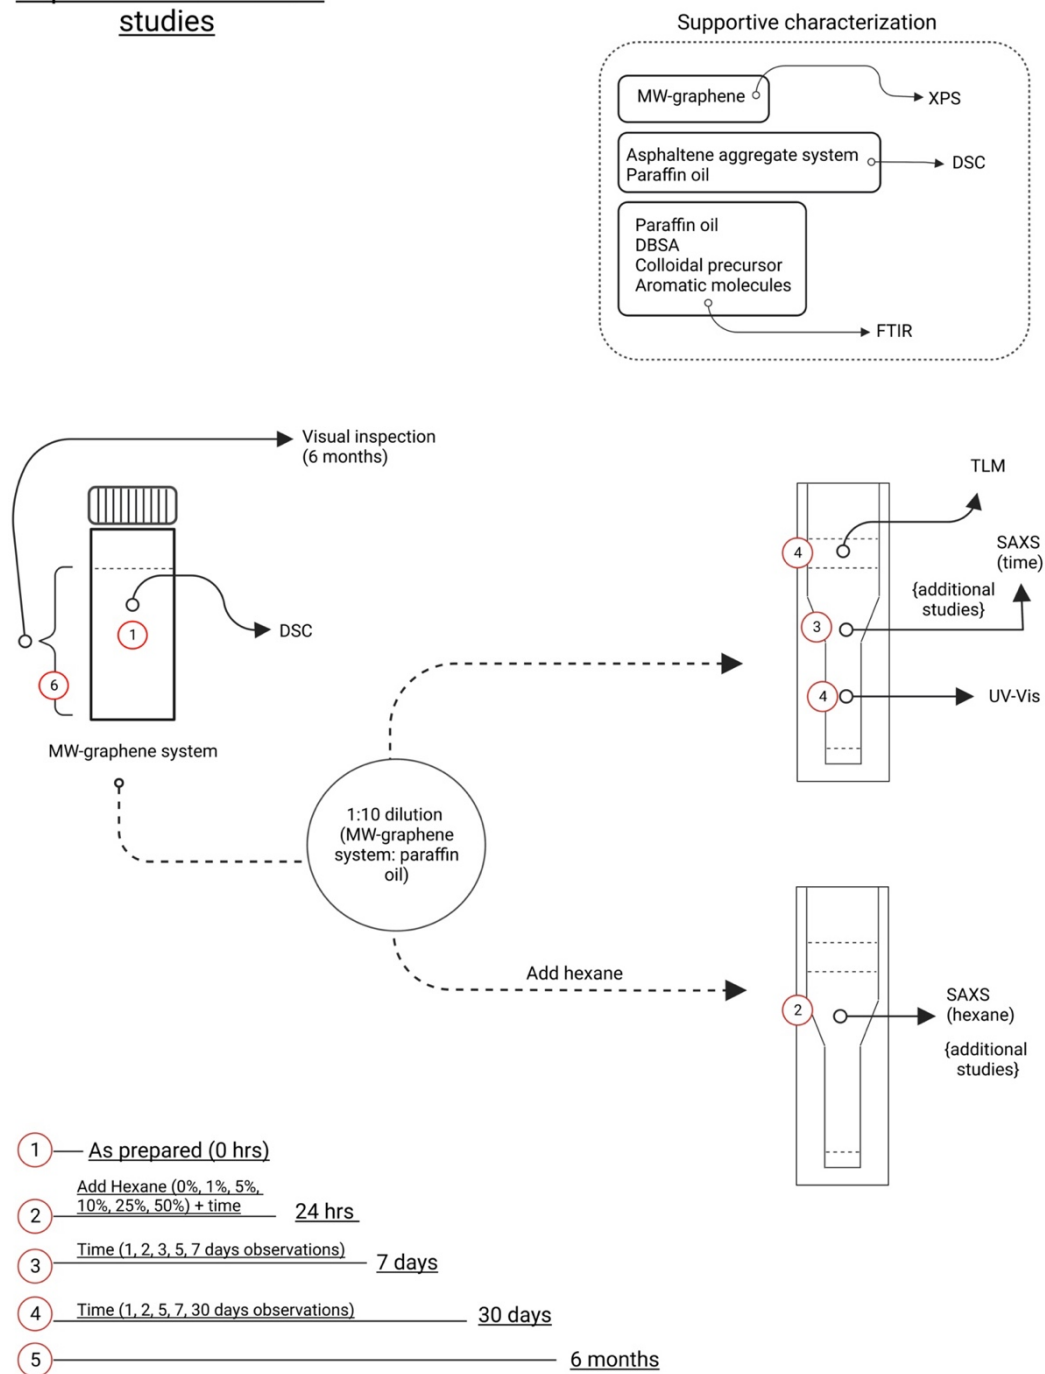 studies
Supportive characterization
MW-graphene
XPS
Asphaltene aggregate system
Paraffin oil
DSC
Paraffin oil
DBSA
Colloidal precursor
Aromatic molecules
FTIR
Visual inspection
(6 months)
1
DSC
6
MW-graphene system
1:10 dilution
(MW-graphene
system: paraffin
oil)
TLM
4
SAXS
(time)
{additional
studies}
3
4
UV-Vis
Add hexane
2
SAXS
(hexane)
{additional
studies}
1
As prepared (0 hrs)
2
Add Hexane (0%, 1%, 5%,
10%, 25%, 50%) + time
24 hrs
3
Time (1, 2, 3, 5, 7 days observations)
7 days
4
Time (1, 2, 5, 7, 30 days observations)
30 days
5
6 months